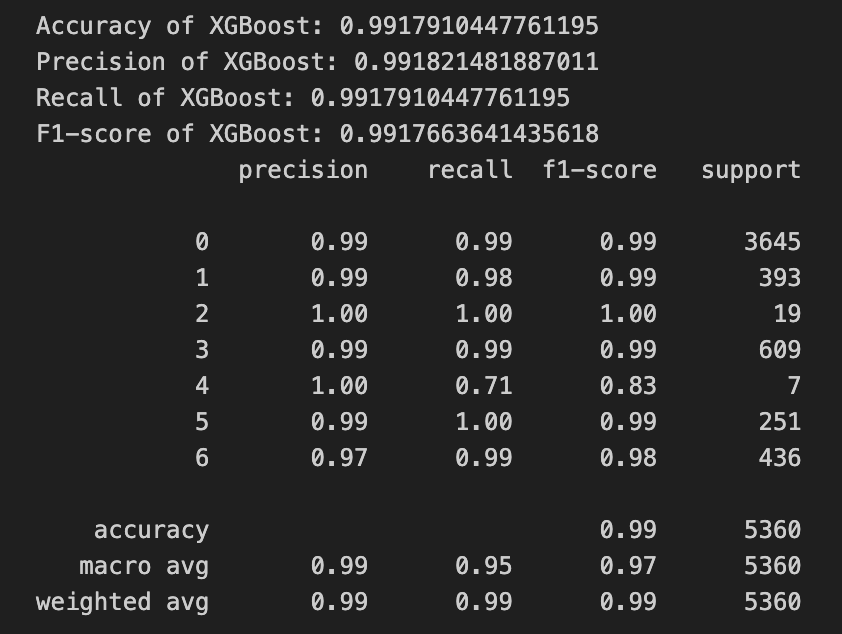 Accuracy of XGBoost: 0.9917910447761195
Precision of XGBoost: 0.991821481887011
Recall of XGBoost: 0.9917910447761195
F1-score of XGBoost: 0.9917663641435618
precision recall f1-score support
0 0.99 0.99 0.99 3645
1 0.99 0.98 0.99 393
2 1.00 1.00 1.00 19
3 0.99 0.99 0.99 609
4 1.00 0.71 0.83 7
5 0.99 1.00 0.99 251
6 0.97 0.99 0.98 436
accuracy 0.99 5360
macro avg 0.99 0.95 0.97 5360
weighted avg 0.99 0.99 0.99 5360